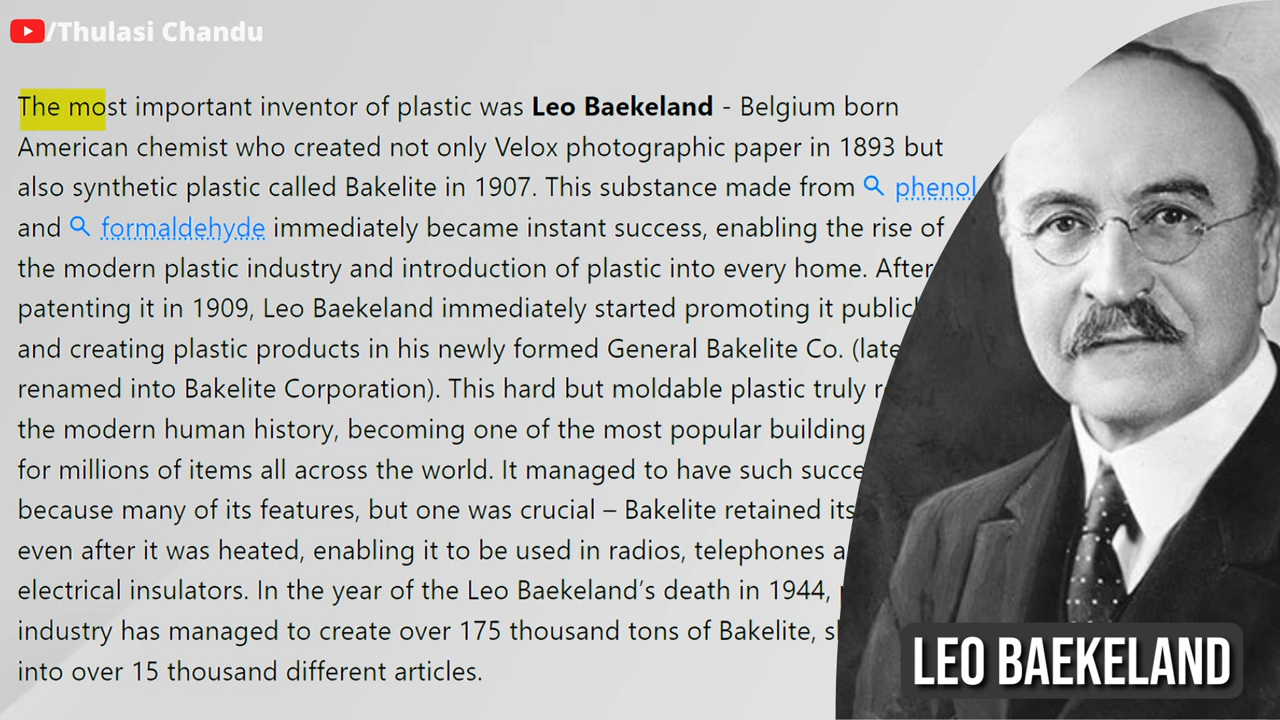 /Thulasi Chandu
The most important inventor of plastic was Leo Baekeland - Belgium born
American chemist who created not only Velox photographic paper in 1893 but
also synthetic plastic called Bakelite in 1907. This substance made from phenol
and formaldehyde immediately became instant success, enabling the rise of
the modern plastic industry and introduction of plastic into every home. After
patenting it in 1909, Leo Baekeland immediately started promoting it
and creating plastic products in his newly formed General Bakelite Co.
renamed into Bakelite Corporation). This hard but moldable plastic truly
the modern human history, becoming one of the most popular building
for millions of items all across the world. It managed to have such
because many of its features, but one was crucial – Bakelite retained its
even after it was heated, enabling it to be used in radios, telephones
electrical insulators. In the year of the Leo Baekeland’s death in 1944,
industry has managed to create over 175 thousand tons of Bakelite,
into over 15 thousand different articles.
LEO BAEKELAND